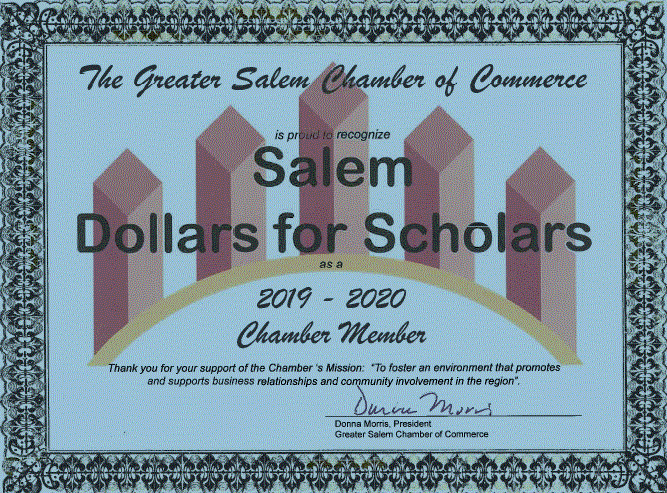 The Greater Salem Chamber of Commerce
is proud to recognize
Salem
Dollars for Scholars
as a
2019 - 2020
Chamber Member
Thank you for your support of the Chamber 's Mission: "To foster an environment that promotes
and supports business relationships and community involvement in the region".
Donna Morris
Donna Morris, President
Greater Salem Chamber of Commerce